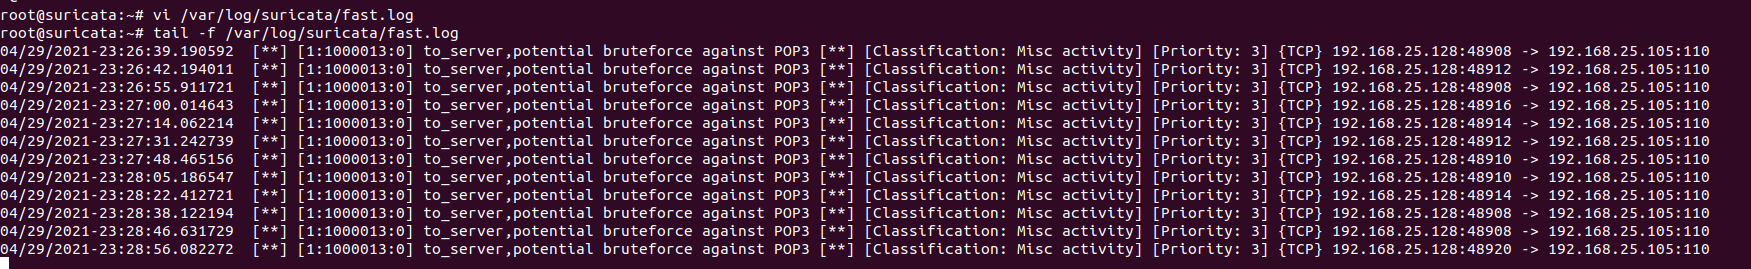 root@suricata:~# vi /var/log/suricata/fast.log
root@suricata:~# tail -f /var/log/suricata/fast.log
04/29/2021-23:26:39.190592  [**] [1:1000013:0] to_server,potential bruteforce against POP3 [**] [Classification: Misc activity] [Priority: 3] {TCP} 192.168.25.128:48908 -> 192.168.25.105:110
04/29/2021-23:26:42.194011  [**] [1:1000013:0] to_server,potential bruteforce against POP3 [**] [Classification: Misc activity] [Priority: 3] {TCP} 192.168.25.128:48912 -> 192.168.25.105:110
04/29/2021-23:26:55.911721  [**] [1:1000013:0] to_server,potential bruteforce against POP3 [**] [Classification: Misc activity] [Priority: 3] {TCP} 192.168.25.128:48908 -> 192.168.25.105:110
04/29/2021-23:27:00.014643  [**] [1:1000013:0] to_server,potential bruteforce against POP3 [**] [Classification: Misc activity] [Priority: 3] {TCP} 192.168.25.128:48916 -> 192.168.25.105:110
04/29/2021-23:27:14.062214  [**] [1:1000013:0] to_server,potential bruteforce against POP3 [**] [Classification: Misc activity] [Priority: 3] {TCP} 192.168.25.128:48914 -> 192.168.25.105:110
04/29/2021-23:27:31.242739  [**] [1:1000013:0] to_server,potential bruteforce against POP3 [**] [Classification: Misc activity] [Priority: 3] {TCP} 192.168.25.128:48912 -> 192.168.25.105:110
04/29/2021-23:27:48.465156  [**] [1:1000013:0] to_server,potential bruteforce against POP3 [**] [Classification: Misc activity] [Priority: 3] {TCP} 192.168.25.128:48910 -> 192.168.25.105:110
04/29/2021-23:28:05.186547  [**] [1:1000013:0] to_server,potential bruteforce against POP3 [**] [Classification: Misc activity] [Priority: 3] {TCP} 192.168.25.128:48910 -> 192.168.25.105:110
04/29/2021-23:28:22.412721  [**] [1:1000013:0] to_server,potential bruteforce against POP3 [**] [Classification: Misc activity] [Priority: 3] {TCP} 192.168.25.128:48914 -> 192.168.25.105:110
04/29/2021-23:28:38.122194  [**] [1:1000013:0] to_server,potential bruteforce against POP3 [**] [Classification: Misc activity] [Priority: 3] {TCP} 192.168.25.128:48908 -> 192.168.25.105:110
04/29/2021-23:28:46.631729  [**] [1:1000013:0] to_server,potential bruteforce against POP3 [**] [Classification: Misc activity] [Priority: 3] {TCP} 192.168.25.128:48908 -> 192.168.25.105:110
04/29/2021-23:28:56.082272  [**] [1:1000013:0] to_server,potential bruteforce against POP3 [**] [Classification: Misc activity] [Priority: 3] {TCP} 192.168.25.128:48920 -> 192.168.25.105:110